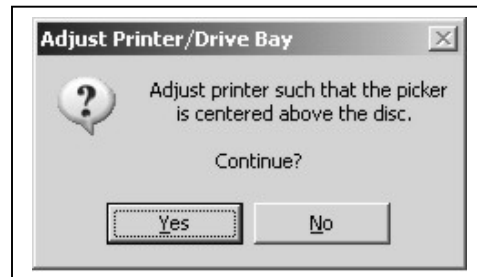 Adjust Printer/Drive Bay
?
Adjust printer such that the picker
is centered above the disc.
Continue?
Yes
No